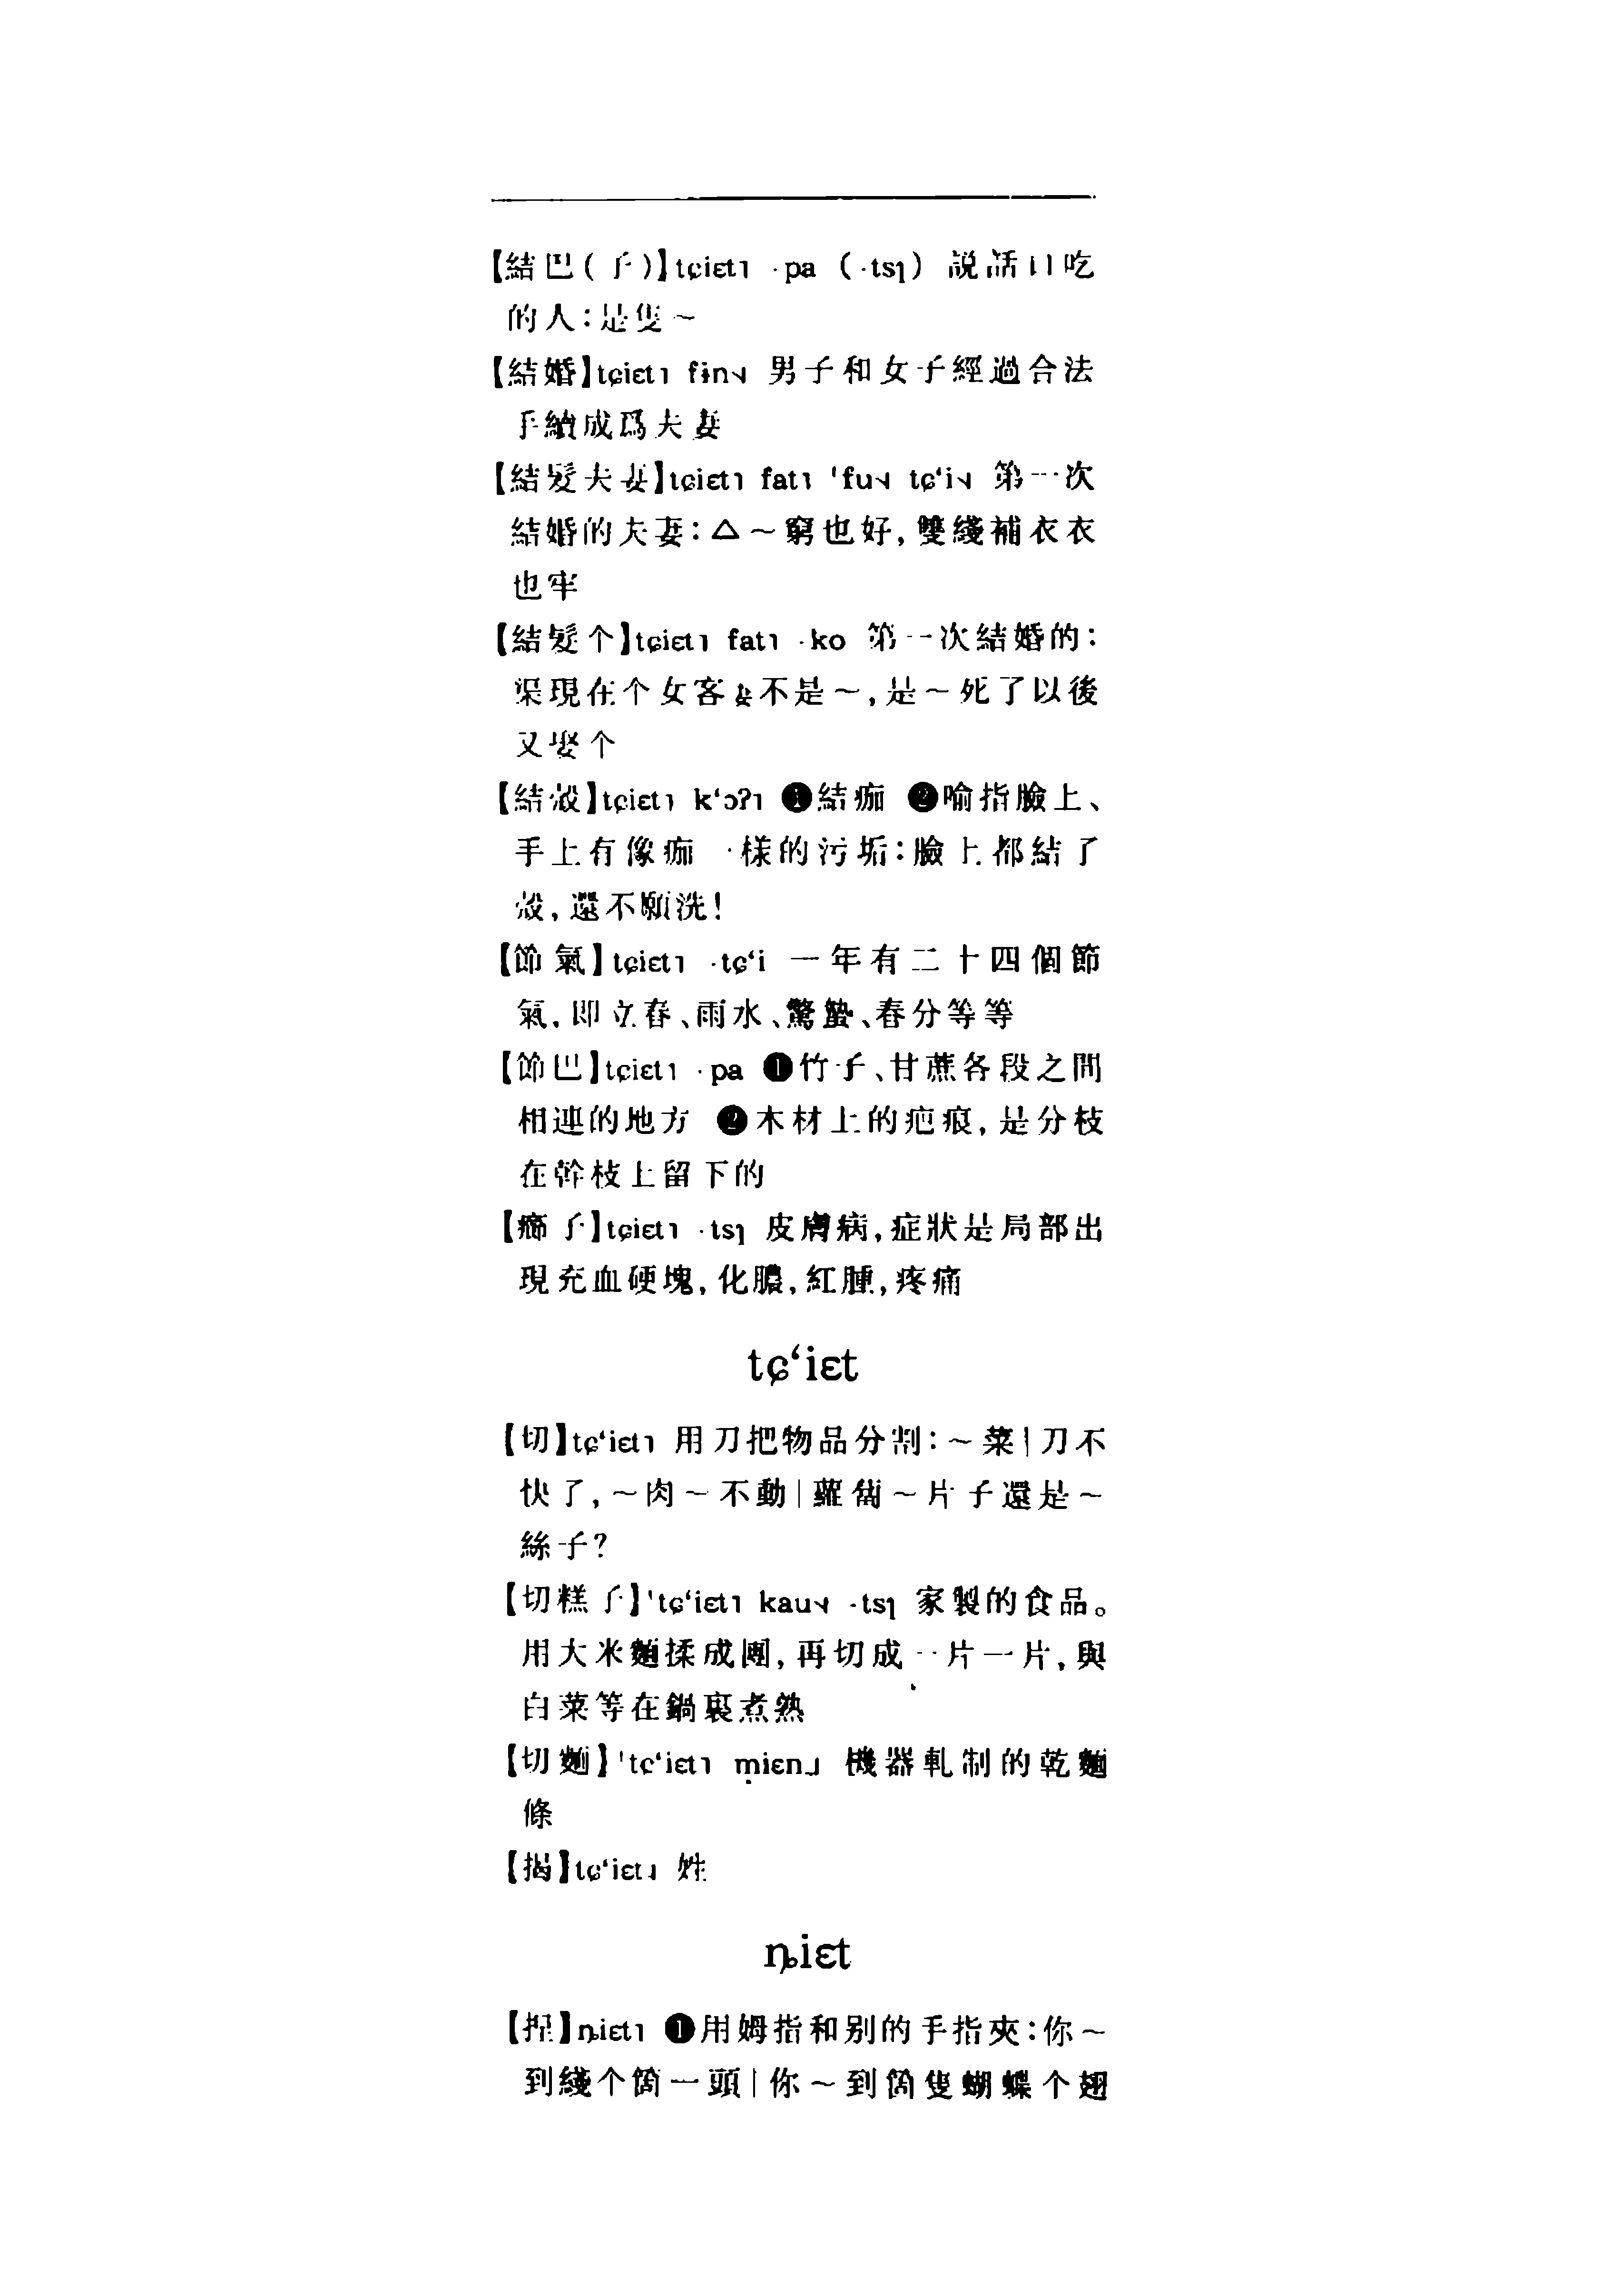 【結巴(子)】tɕiɛt˥ ·pa (·tsɿ) 説話口吃
的人:是隻～
【結婚】tɕiɛt˥ fɨn˧˩ 男子和女子經過合法
手續成爲夫妻
【結髮夫妻】tɕiɛt˥ fat˥ 'fu˧˩ tɕ‘i˧˩ 第一次
結婚的夫妻:△～窮也好,雙綫補衣衣
也牢
【結髮个】tɕiɛt˥ fat˥ ·ko 第一次結婚的:
渠現在个女客妻不是～,是～死了以後
又娶个
【結殼】tɕiɛt˥ k‘ɔʔ˥ ❶結痂 ❷喻指臉上、
手上有像痂一樣的污垢:臉上都結了
殼,還不願洗!
【節氣】tɕiɛt˥ ·tɕ‘i 一年有二十四個節
氣,即立春、雨水、驚蟄、春分等等
【節巴】tɕiɛt˥ ·pa ❶竹子、甘蔗各段之間
相連的地方 ❷木材上的疤痕,是分枝
在幹枝上留下的
【癤子】tɕiɛt˥ ·tsɿ 皮膚病,症狀是局部出
現充血硬塊,化膿,紅腫,疼痛
tɕ‘iɛt
【切】tɕ‘iɛt˥ 用刀把物品分割:～菜|刀不
快了,～肉～不動|蘿蔔～片子還是～
絲子?
【切糕子】'tɕ‘iɛt˥ kau˧˩ ·tsɿ 家製的食品。
用大米麵揉成團,再切成一片一片,與
白菜等在鍋裏煮熟
【切麵】'tɕ‘iɛt˥ miɛn˩ 機器軋制的乾麵
條
【揭】tɕ‘iɛt˩ 姓
ȵiɛt
【捏】ȵiɛt˥ ❶用姆指和别的手指夾:你～
到綫个箇一頭|你～到箇隻蝴蝶个翅